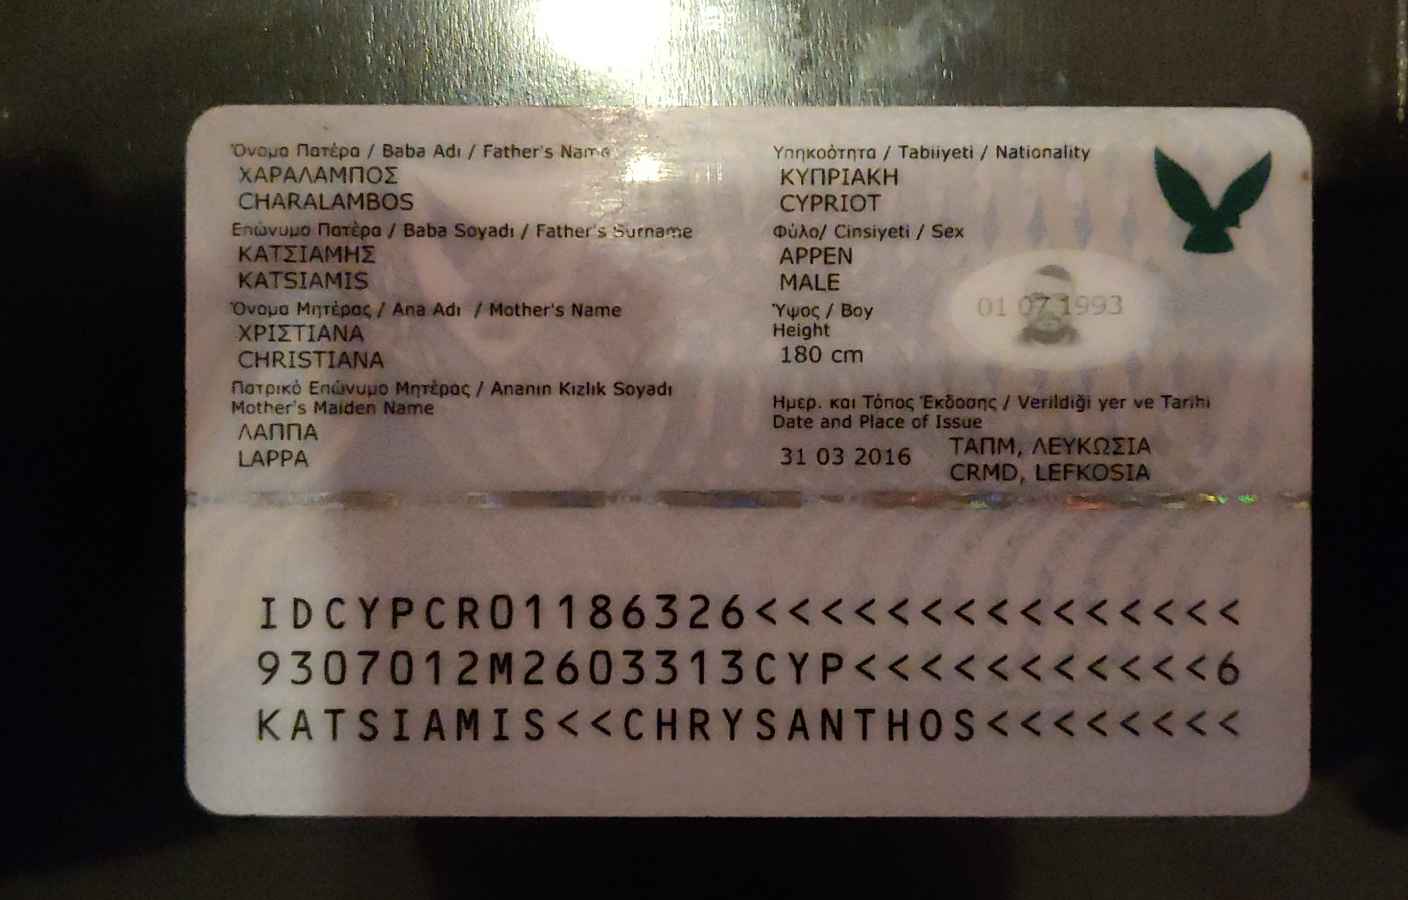 Όνομα Πατέρα / Baba Adı / Father's Name
ΧΑΡΑΛΑΜΠΟΣ
CHARALAMBOS
Επώνυμο Πατέρα / Baba Soyadı / Father's Surname
ΚΑΤΣΙΑΜΗΣ
KATSIAMIS
Όνομα Μητέρας / Ana Adı / Mother's Name
ΧΡΙΣΤΙΑΝΑ
CHRISTIANA
Πατρικό Επώνυμο Μητέρας / Ananın Kızlık Soyadı
Mother's Maiden Name
ΛΑΠΠΑ
LAPPA
Υπηκοότητα / Tabiiyeti / Nationality
ΚΥΠΡΙΑΚΗ
CYPRIOT
Φύλο/ Cinsiyeti / Sex
ΑΡΡΕΝ
MALE
Ύψος / Boy
Height
180 cm
01 07 1993
Ημερ. και Τόπος Έκδοσης / Verildiği yer ve Tarihi
Date and Place of Issue
31 03 2016 ΤΑΠΜ, ΛΕΥΚΩΣΙΑ
CRMD, LEFKOSIA
IDCYPCR01186326<<<<<<<<<<<<<<<
9307012M2603313CYP<<<<<<<<<<<6
KATSIAMIS<<CHRYSANTHOS<<<<<<<<